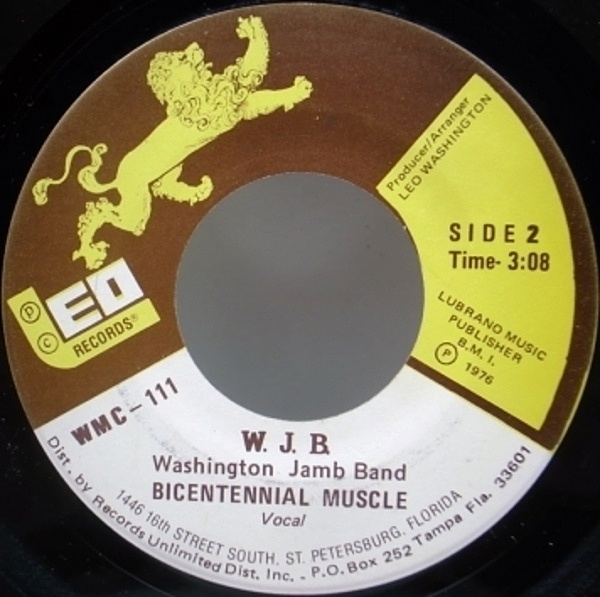 Producer/Arranger
LEO WASHINGTON
SIDE 2
Time- 3:08
LUBRANO MUSIC
PUBLISHER
B.M.I.
Ⓟ 1976
Ⓟ
©
LEO
RECORDS®
WMC-111
W. J. B.
Washington Jamb Band
BICENTENNIAL MUSCLE
Vocal
1446 16th STREET SOUTH, ST. PETERSBURG, FLORIDA
Dist. by Records Unlimited Dist. Inc. - P.O. Box 252 Tampa Fla. 33601